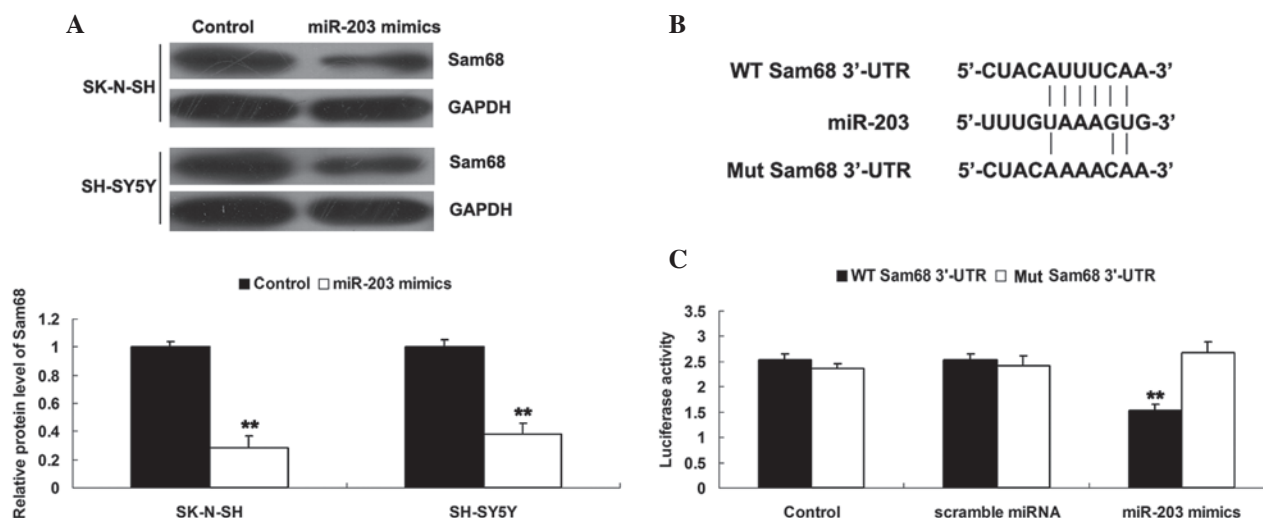 A
Control miR-203 mimics
SK-N-SH
Sam68
GAPDH
SH-SY5Y
Sam68
GAPDH
Control miR-203 mimics
Relative protein level of Sam68
1.2
1
0.8
0.6
0.4
0.2
0
**
**
SK-N-SH SH-SY5Y
B
WT Sam68 3'-UTR 5'-CUACAUUUCAA-3'
miR-203 5'-UUUGUAAAGUG-3'
Mut Sam68 3'-UTR 5'-CUACAAAACAA-3'
C
WT Sam68 3'-UTR Mut Sam68 3'-UTR
Luciferase activity
3.5
3
2.5
2
1.5
1
0.5
0
**
Control scramble miRNA miR-203 mimics